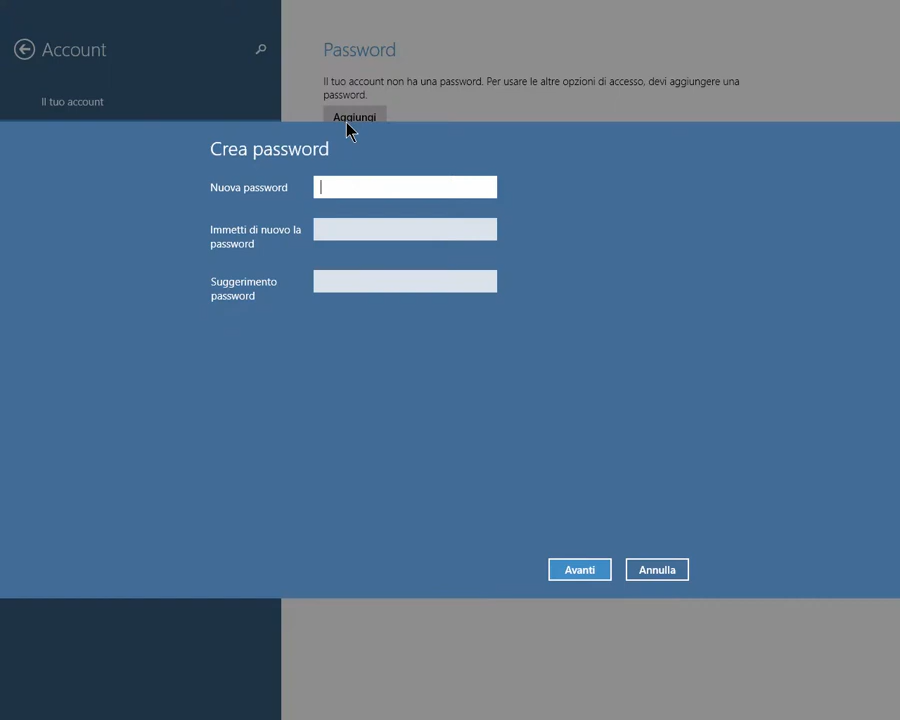 Account
Il tuo account
Password
Il tuo account non ha una password. Per usare le altre opzioni di accesso, devi aggiungere una
password.
Aggiungi
Crea password
Nuova password
Immetti di nuovo la
password
Suggerimento
password
Avanti
Annulla